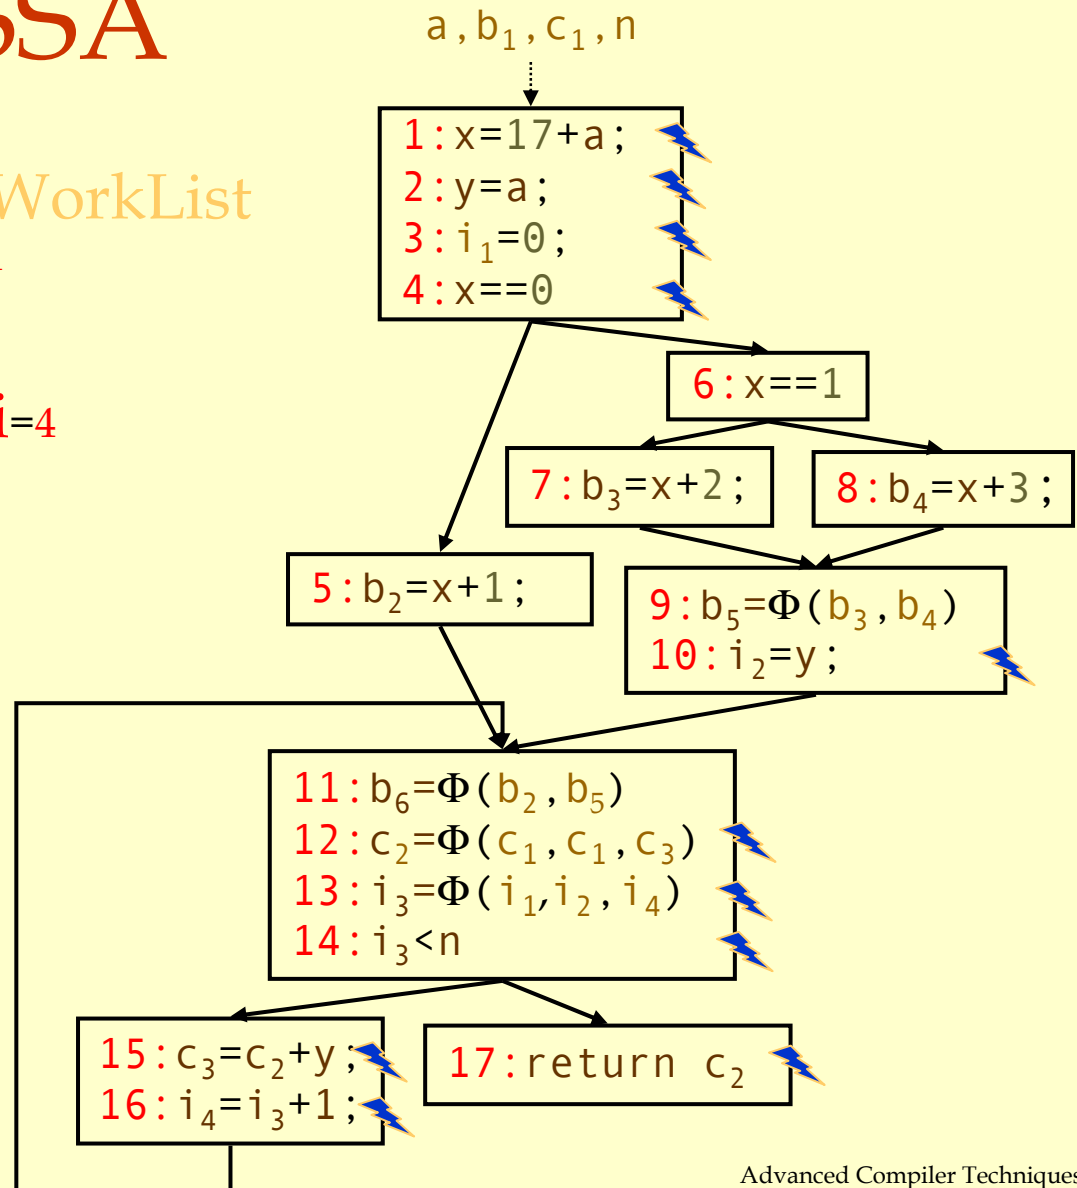 SSA
a,b₁,c₁,n
1:x=17+a;
2:y=a;
3:i₁=0;
4:x==0
WorkList
i=4
6:x==1
7:b₃=x+2;
8:b₄=x+3;
5:b₂=x+1;
9:b₅=Φ(b₃,b₄)
10:i₂=y;
11:b₆=Φ(b₂,b₅)
12:c₂=Φ(c₁,c₁,c₃)
13:i₃=Φ(i₁,i₂,i₄)
14:i₃<n
15:c₃=c₂+y;
16:i₄=i₃+1;
17:return c₂
Advanced Compiler Techniques